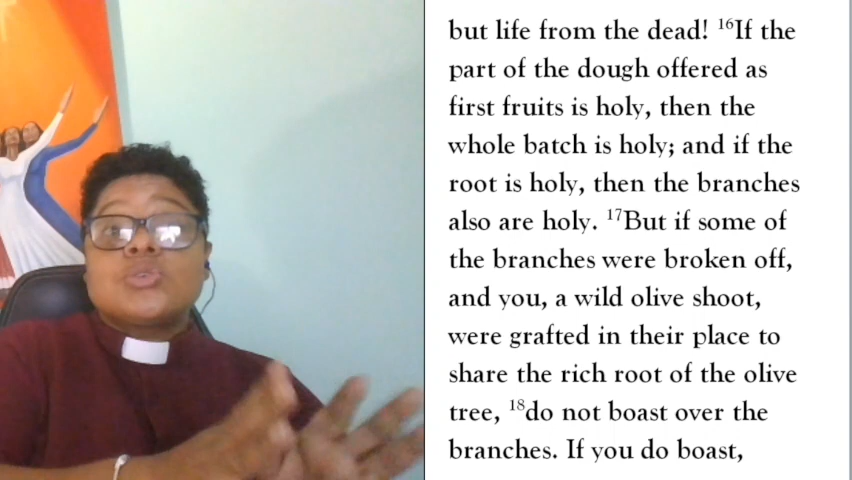 but life from the dead! 16If the
part of the dough offered as
first fruits is holy, then the
whole batch is holy; and if the
root is holy, then the branches
also are holy. 17But if some of
the branches were broken off,
and you, a wild olive shoot,
were grafted in their place to
share the rich root of the olive
tree, 18do not boast over the
branches. If you do boast,